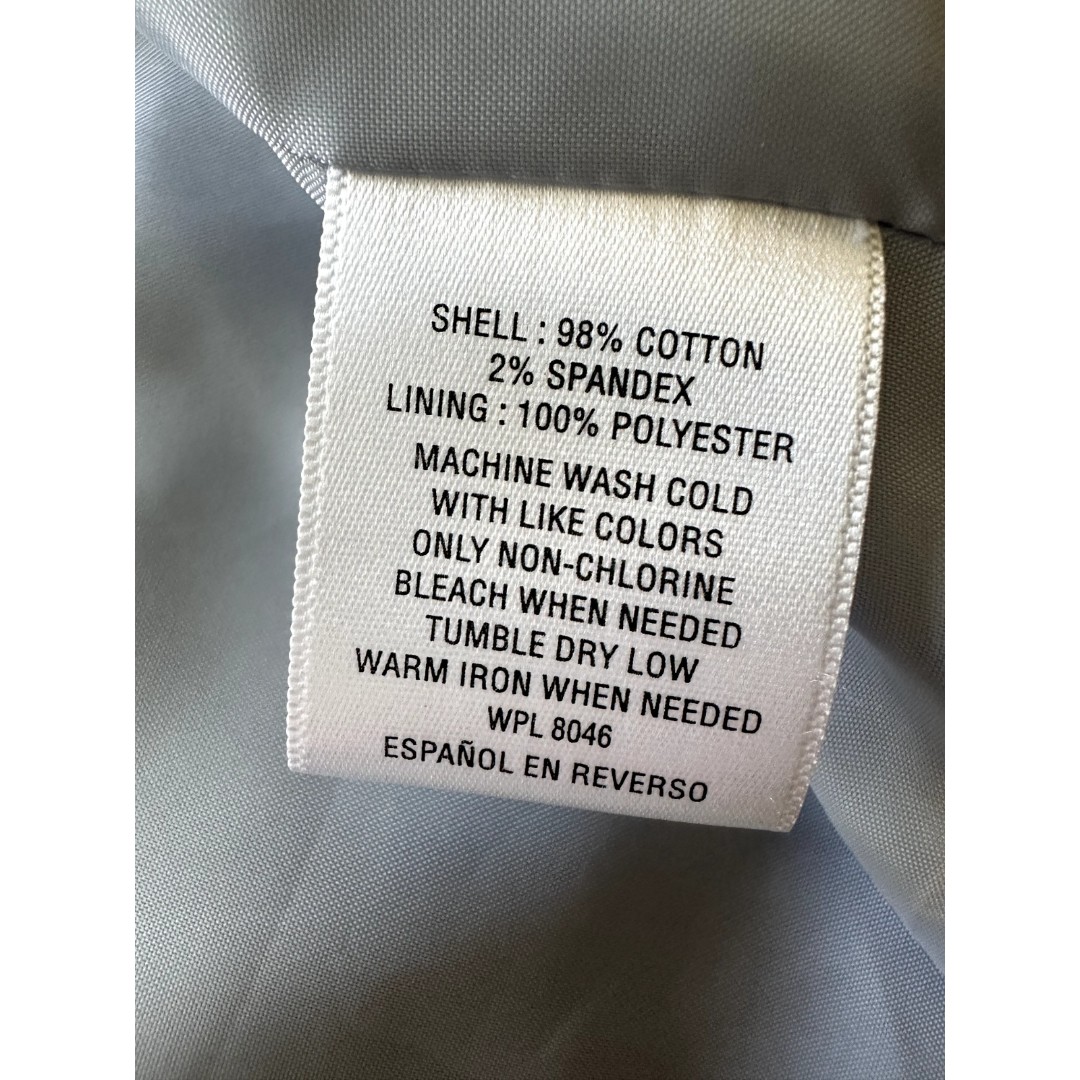 SHELL : 98% COTTON
2% SPANDEX
LINING : 100% POLYESTER
MACHINE WASH COLD
WITH LIKE COLORS
ONLY NON-CHLORINE
BLEACH WHEN NEEDED
TUMBLE DRY LOW
WARM IRON WHEN NEEDED
WPL 8046
ESPAÑOL EN REVERSO